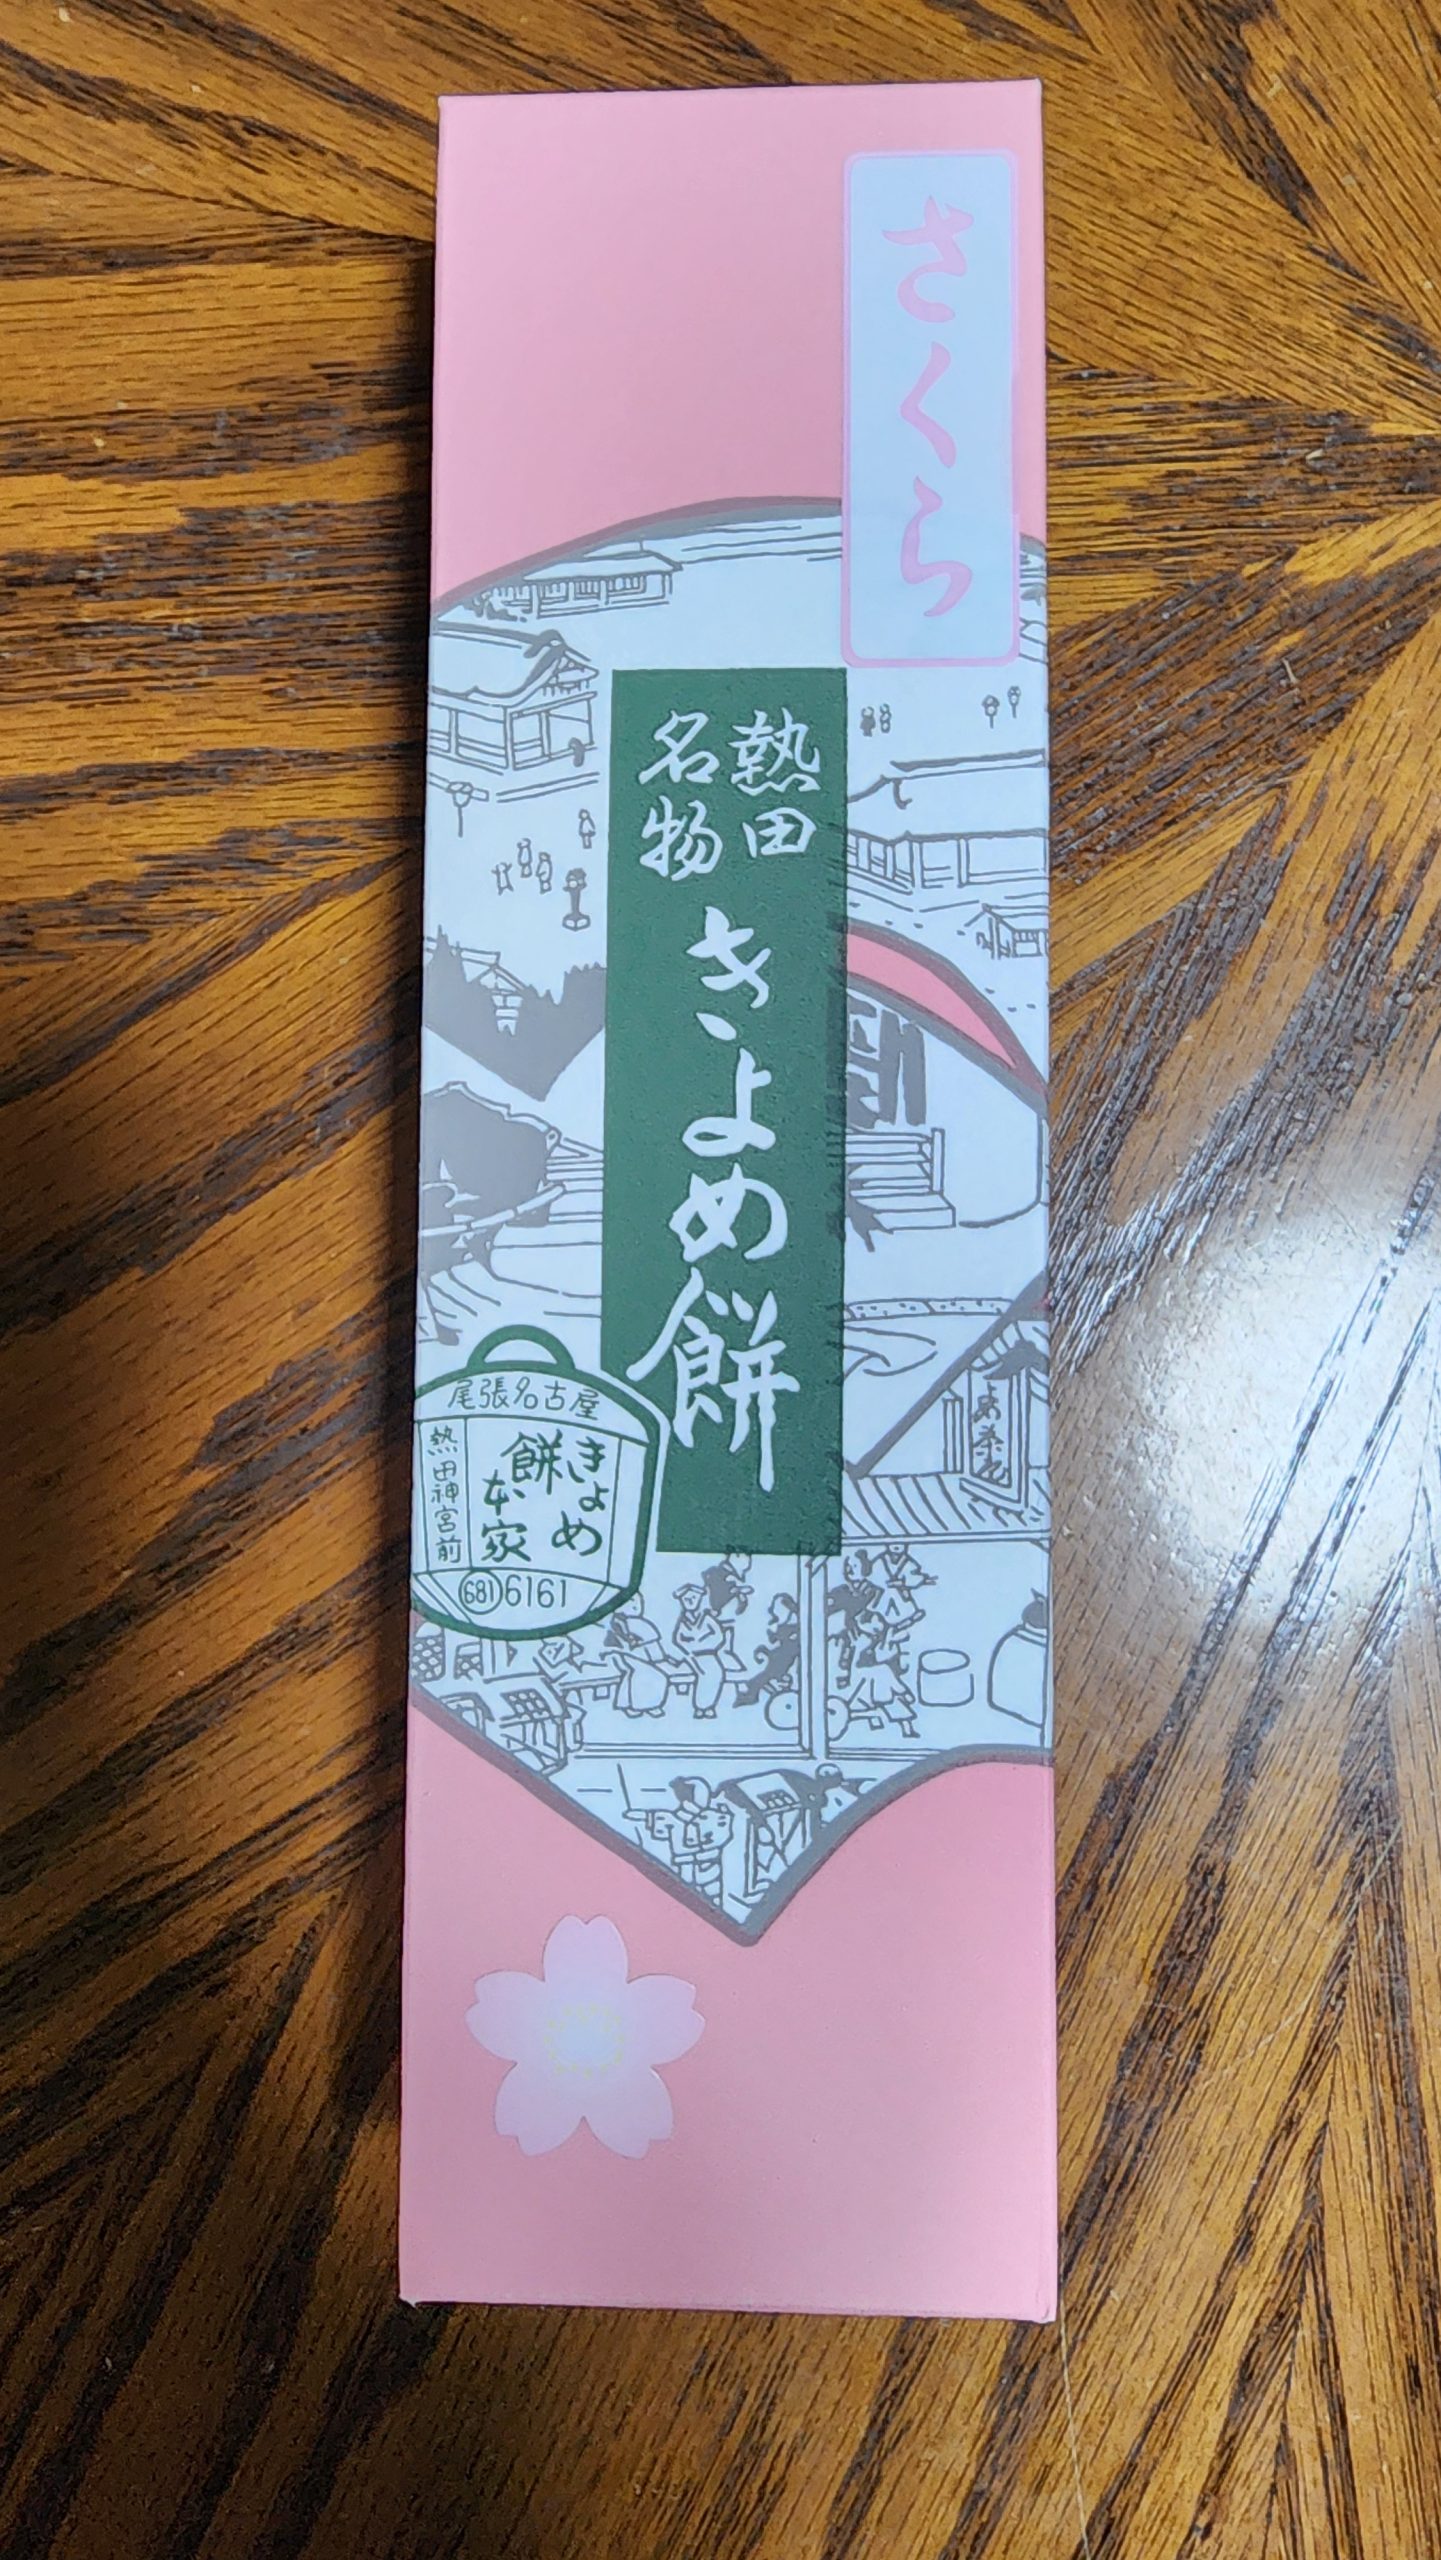 さくら
熱田
名物
きよめ餅
尾張名古屋
きよめ
餅
本家
熱田神宮前
(681)6161